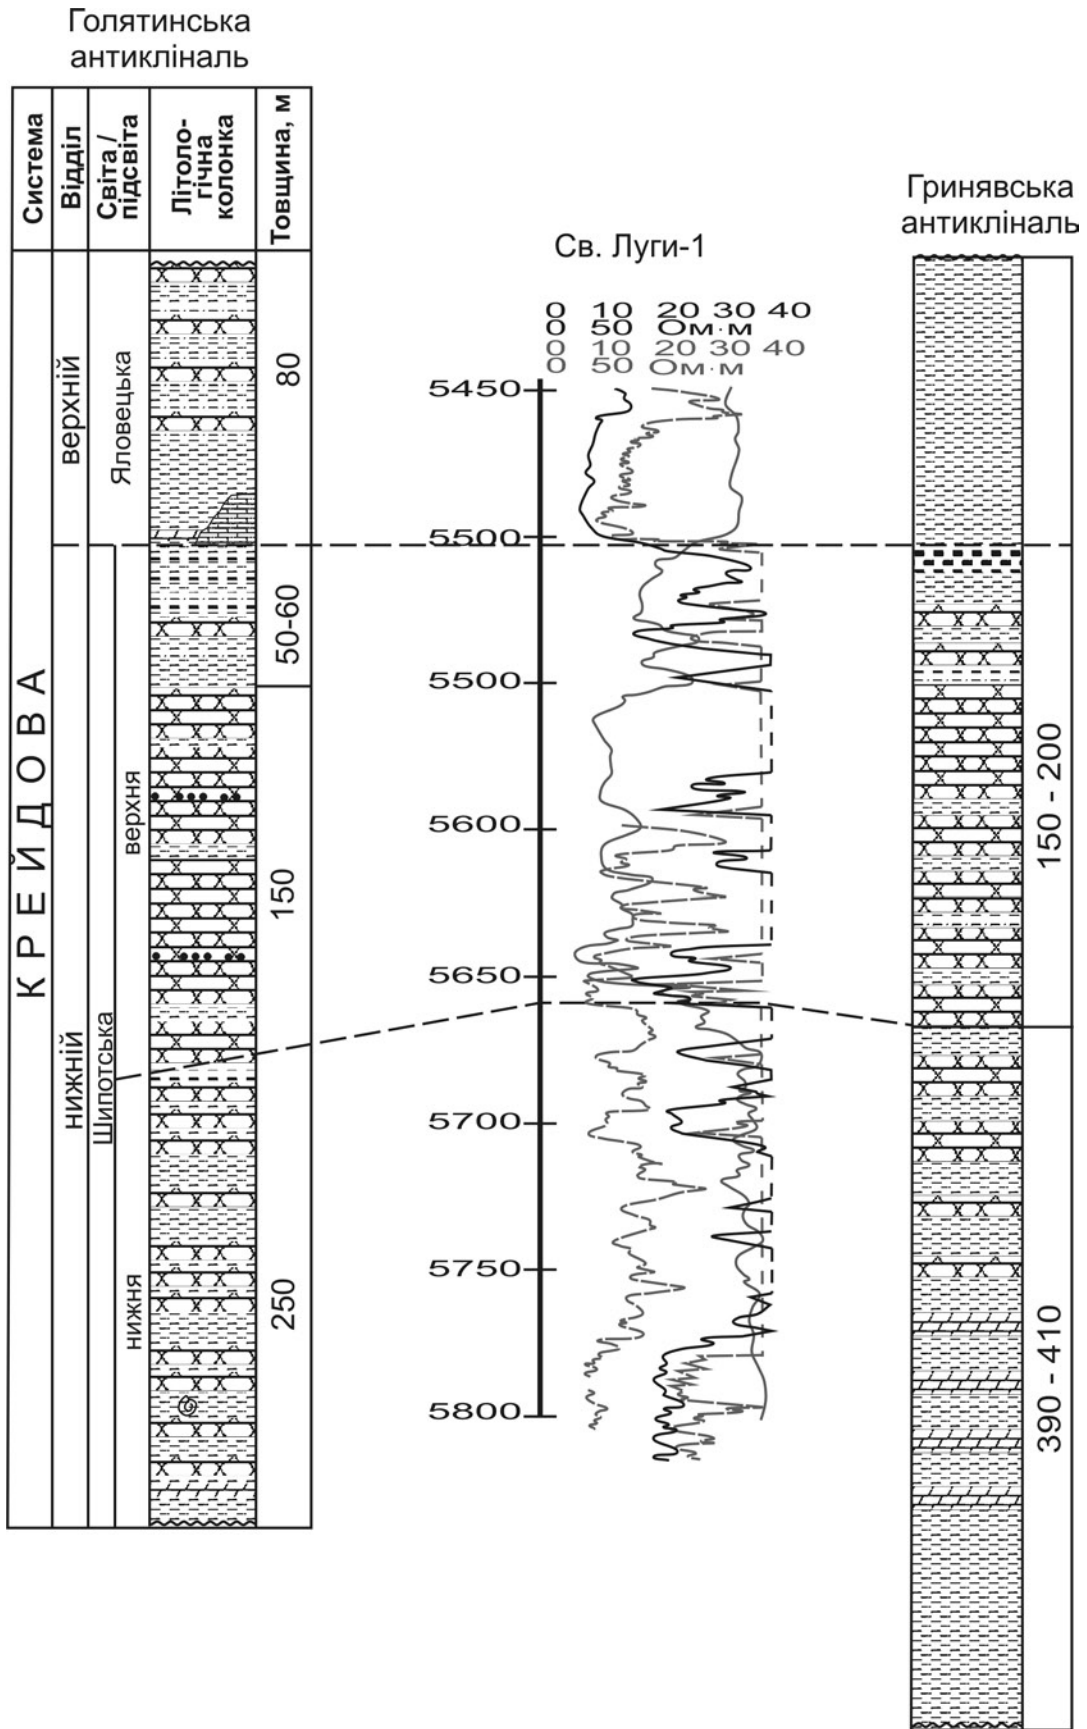 Голятинська
антикліналь
Система
Відділ
Світа /
підсвіта
Літоло-
гічна
колонка
Товщина, м
КРЕЙДОВА
верхній
нижній
Яловецька
Шипотська
верхня
нижня
80
50-60
150
250
Св. Луги-1
0 10 20 30 40
0 50 Ом·м
0 10 20 30 40
0 50 Ом·м
5450
5500
5500
5600
5650
5700
5750
5800
Гринявська
антикліналь
150 - 200
390 - 410